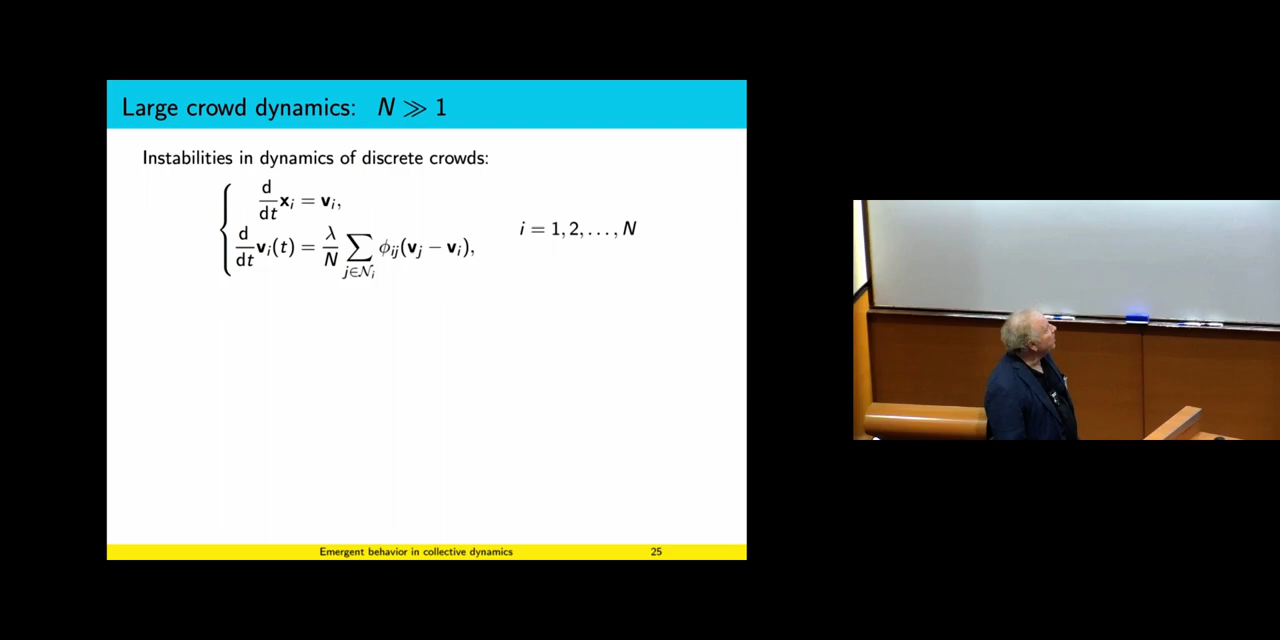 Large crowd dynamics: N ≫ 1
Instabilities in dynamics of discrete crowds:
d/dt x_i = v_i,
d/dt v_i(t) = λ/N ∑_{j∈𝒩_i} ϕ_ij(v_j − v_i),
i = 1, 2, . . . , N
Emergent behavior in collective dynamics 25